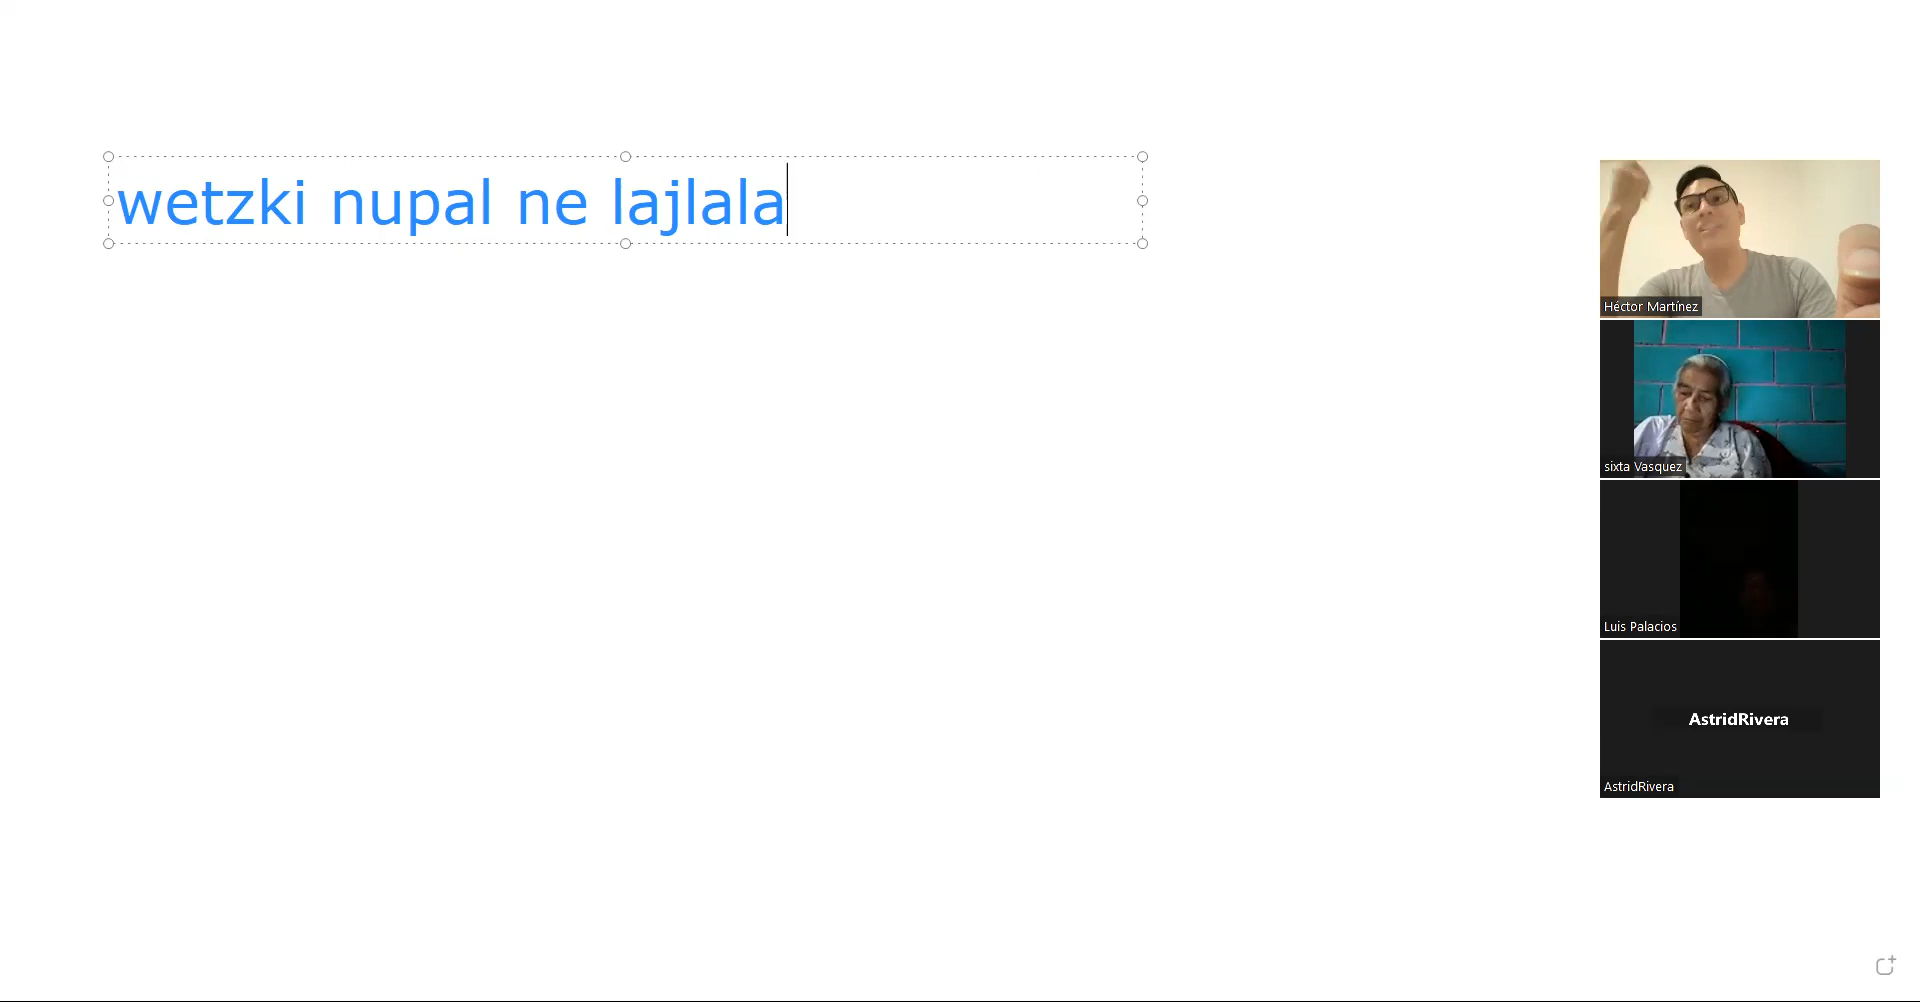 wetzki nupal ne lajlala
Héctor Martínez
sixta Vasquez
Luis Palacios
AstridRivera
AstridRivera